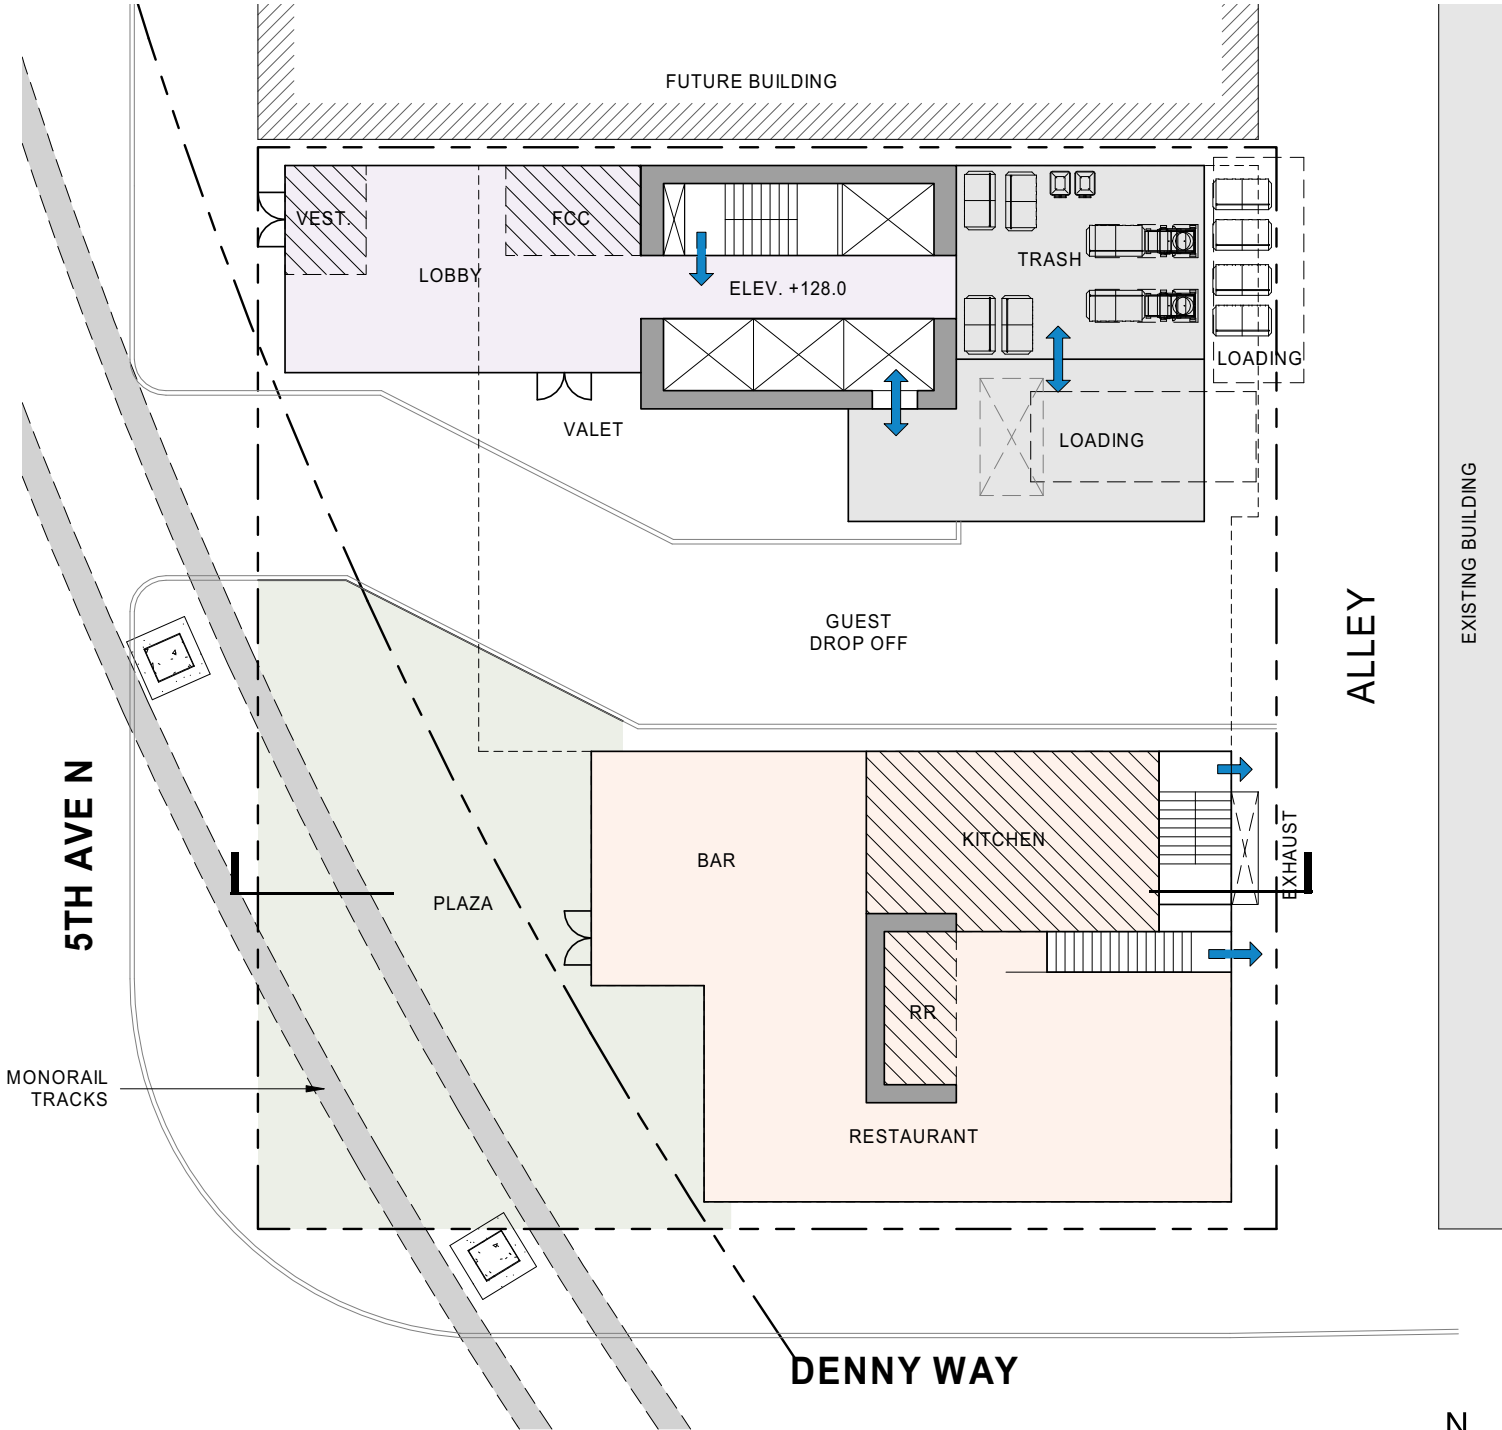 FUTURE BUILDING
VEST.
FCC
LOBBY
ELEV. +128.0
TRASH
LOADING
VALET
LOADING
EXISTING BUILDING
ALLEY
GUEST
DROP OFF
5TH AVE N
KITCHEN
BAR
EXHAUST
PLAZA
RR
MONORAIL
TRACKS
RESTAURANT
DENNY WAY
N